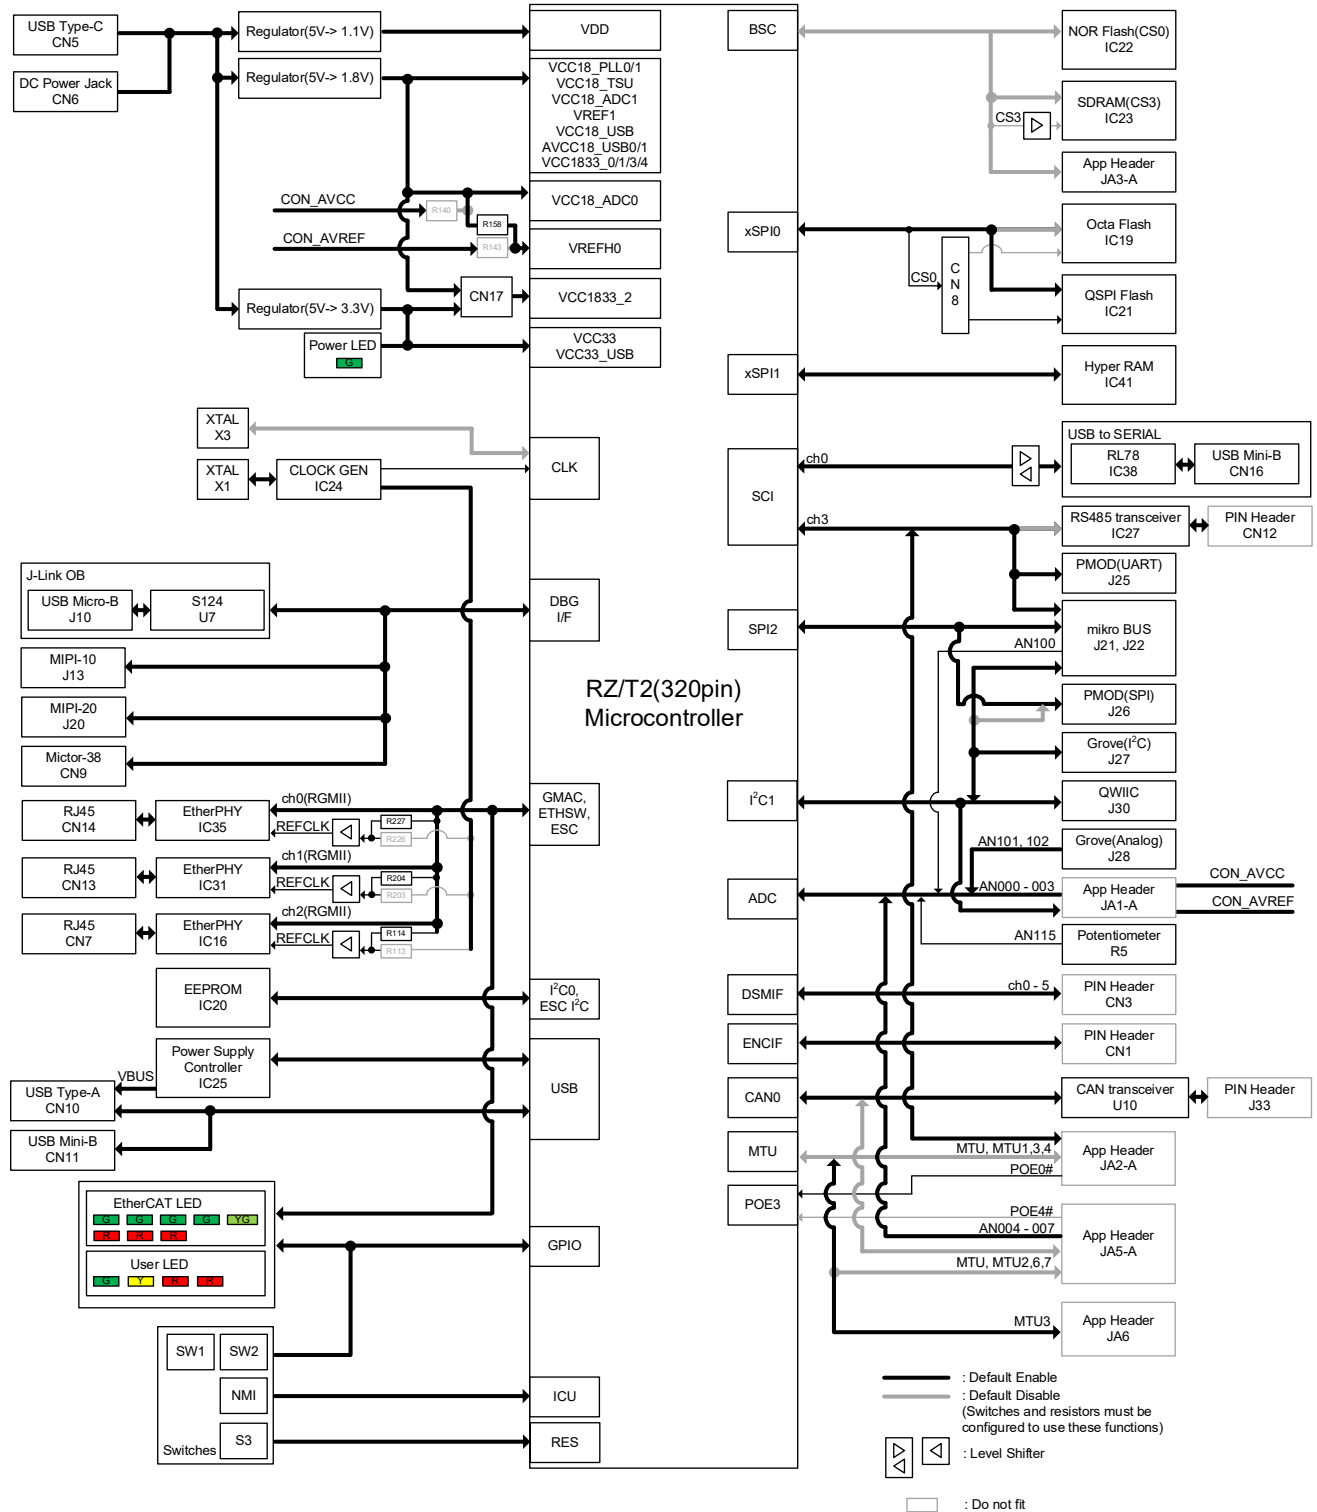 USB Type-C
CN5
DC Power Jack
CN6
Regulator(5V-> 1.1V)
Regulator(5V-> 1.8V)
CON_AVCC
R140
R158
CON_AVREF
R143
Regulator(5V-> 3.3V)
CN17
Power LED
G
VDD
VCC18_PLL0/1
VCC18_TSU
VCC18_ADC1
VREF1
VCC18_USB
AVCC18_USB0/1
VCC1833_0/1/3/4
VCC18_ADC0
VREFH0
VCC1833_2
VCC33
VCC33_USB
XTAL
X3
XTAL
X1
CLOCK GEN
IC24
CLK
J-Link OB
USB Micro-B
J10
S124
U7
DBG
I/F
MIPI-10
J13
MIPI-20
J20
Mictor-38
CN9
RZ/T2(320pin)
Microcontroller
RJ45
CN14
EtherPHY
IC35
ch0(RGMII)
REFCLK
R227
R226
GMAC,
ETHSW,
ESC
RJ45
CN13
EtherPHY
IC31
ch1(RGMII)
REFCLK
R204
R203
RJ45
CN7
EtherPHY
IC16
ch2(RGMII)
REFCLK
R114
R113
EEPROM
IC20
I²C0,
ESC I²C
Power Supply
Controller
IC25
VBUS
USB Type-A
CN10
USB Mini-B
CN11
USB
EtherCAT LED
G G G G YG
R R R
User LED
G Y R R
GPIO
SW1 SW2
NMI
Switches
S3
ICU
RES
BSC
NOR Flash(CS0)
IC22
SDRAM(CS3)
IC23
CS3
App Header
JA3-A
xSPI0
Octa Flash
IC19
CS0
C
N
8
QSPI Flash
IC21
xSPI1
Hyper RAM
IC41
USB to SERIAL
RL78
IC38
USB Mini-B
CN16
SCI
ch0
ch3
RS485 transceiver
IC27
PIN Header
CN12
PMOD(UART)
J25
SPI2
mikro BUS
J21, J22
AN100
PMOD(SPI)
J26
Grove(I²C)
J27
I²C1
QWIIC
J30
AN101, 102
Grove(Analog)
J28
ADC
AN000 - 003
App Header
JA1-A
CON_AVCC
CON_AVREF
AN115
Potentiometer
R5
DSMIF
ch0 - 5
PIN Header
CN3
ENCIF
PIN Header
CN1
CAN0
CAN transceiver
U10
PIN Header
J33
MTU
MTU, MTU1,3,4
POE0#
App Header
JA2-A
POE3
POE4#
AN004 - 007
MTU, MTU2,6,7
App Header
JA5-A
MTU3
App Header
JA6
: Default Enable
: Default Disable
(Switches and resistors must be
configured to use these functions)
: Level Shifter
: Do not fit